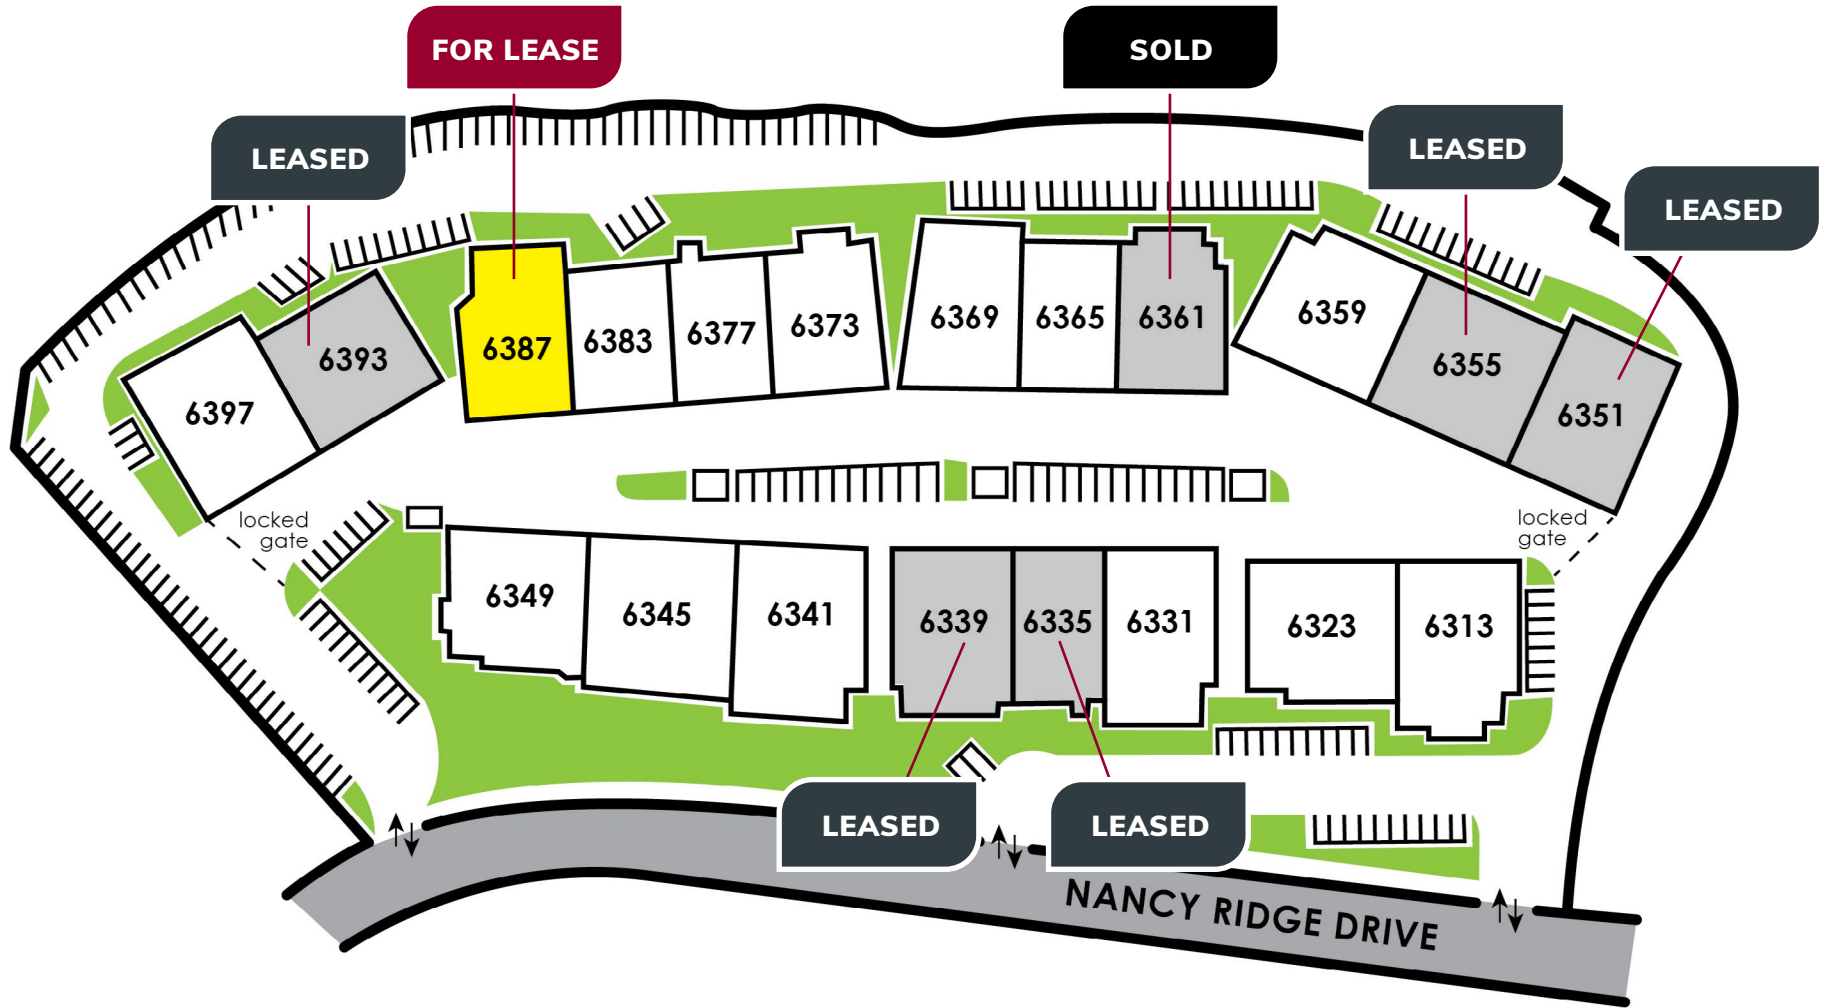 FOR LEASE
SOLD
LEASED
LEASED
LEASED
6397
6393
6387
6383
6377
6373
6369
6365
6361
6359
6355
6351
locked
gate
locked
gate
6349
6345
6341
6339
6335
6331
6323
6313
LEASED
LEASED
NANCY RIDGE DRIVE